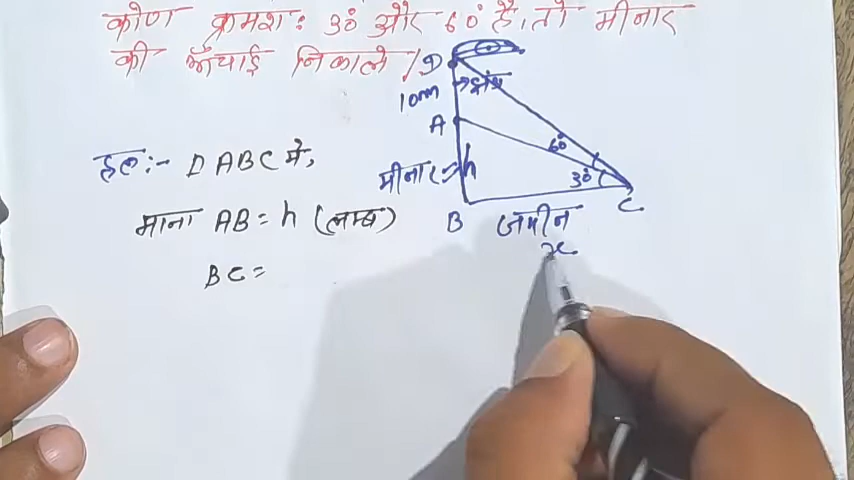 कोण क्रमशः 30° और 60° है, तो मीनार
की ऊँचाई निकाले।
D
10m → झंडा
A
60°
हल:- D ABC में,
मीनार → h
30°
माना AB = h (लम्ब)
B जमीन C
x
BC =